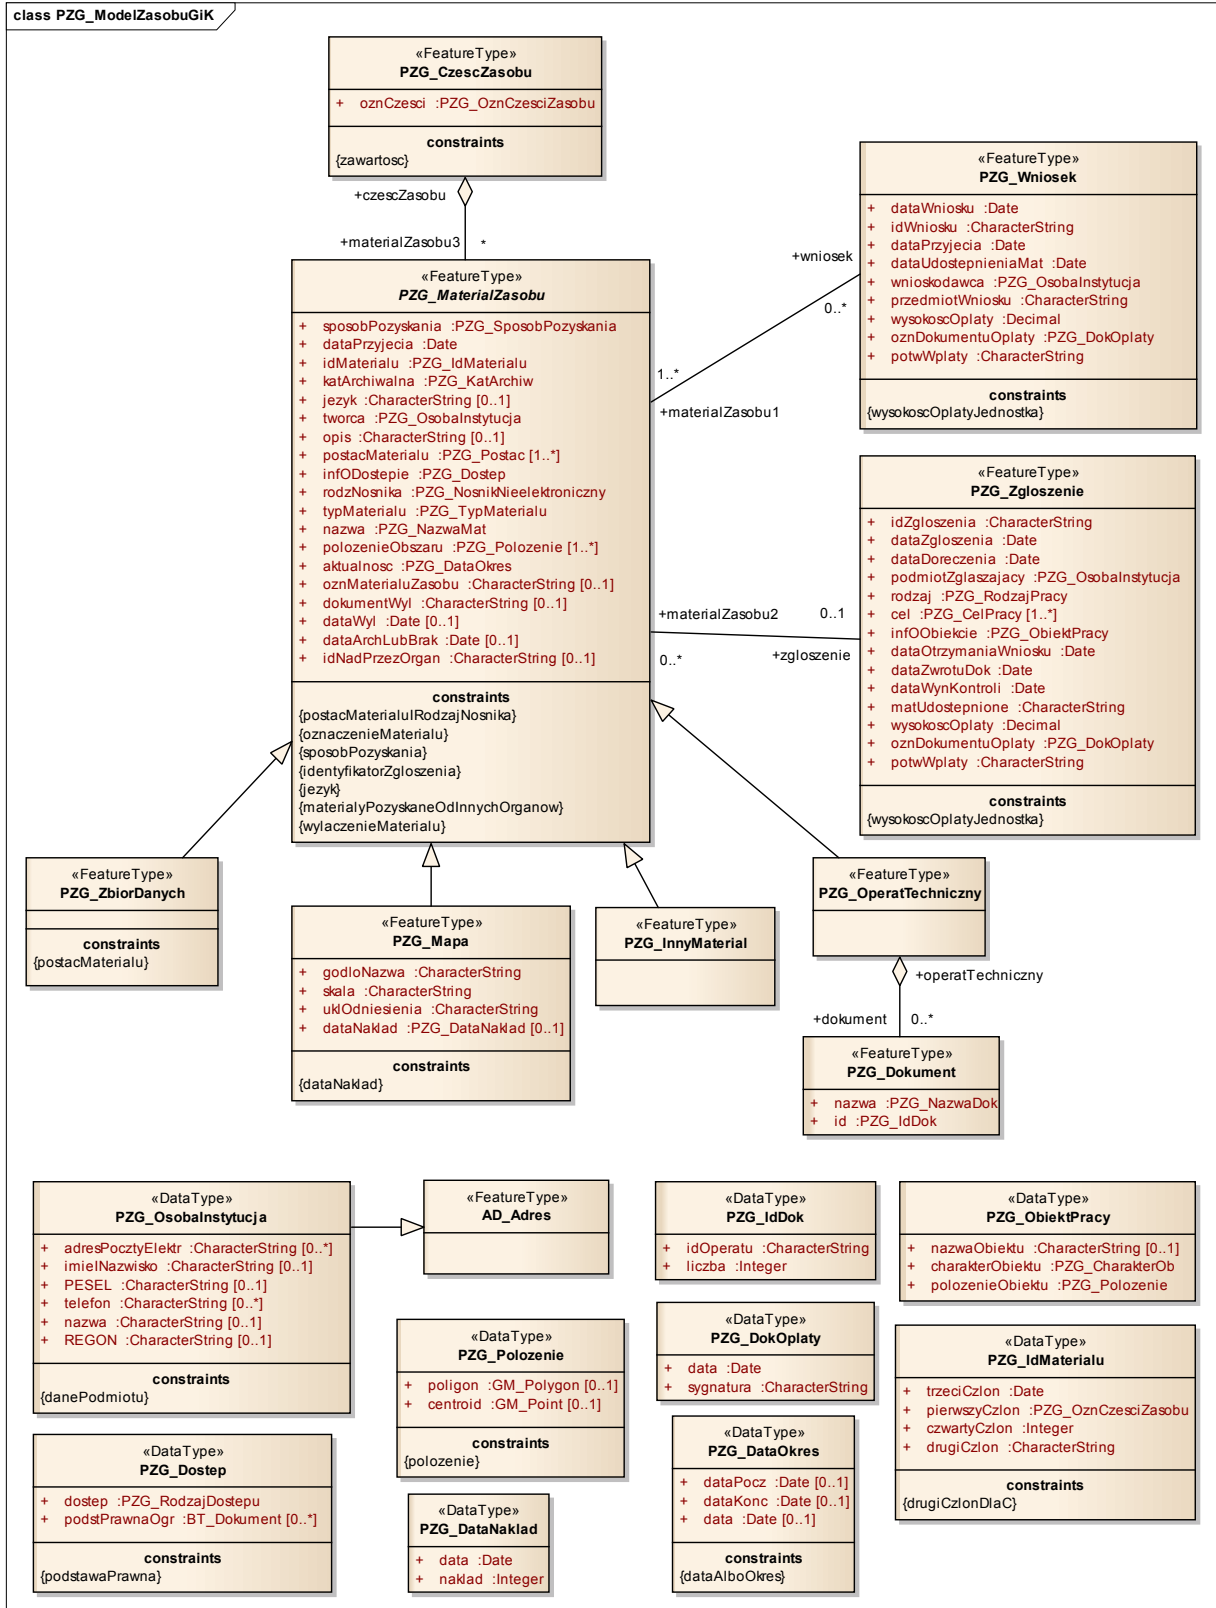 class PZG_ModelZasobuGiK
«FeatureType»
PZG_CzescZasobu
+ oznCzesci :PZG_OznCzesciZasobu
constraints
{zawartosc}
+czescZasobu
+materialZasobu3 *
«FeatureType»
PZG_MaterialZasobu
+ sposobPozyskania :PZG_SposobPozyskania
+ dataPrzyjecia :Date
+ idMaterialu :PZG_IdMaterialu
+ katArchiwalna :PZG_KatArchiw
+ jezyk :CharacterString [0..1]
+ tworca :PZG_OsobaInstytucja
+ opis :CharacterString [0..1]
+ postacMaterialu :PZG_Postac [1..*]
+ infODostepie :PZG_Dostep
+ rodzNosnika :PZG_NosnikNieelektroniczny
+ typMaterialu :PZG_TypMaterialu
+ nazwa :PZG_NazwaMat
+ polozenieObszaru :PZG_Polozenie [1..*]
+ aktualnosc :PZG_DataOkres
+ oznMaterialuZasobu :CharacterString [0..1]
+ dokumentWyl :CharacterString [0..1]
+ dataWyl :Date [0..1]
+ dataArchLubBrak :Date [0..1]
+ idNadPrzezOrgan :CharacterString [0..1]
constraints
{postacMaterialuIRodzajNosnika}
{oznaczenieMaterialu}
{sposobPozyskania}
{identyfikatorZgloszenia}
{jezyk}
{materialyPozyskaneOdInnychOrganow}
{wylaczenieMaterialu}
+wniosek
0..*
1..*
+materialZasobu1
«FeatureType»
PZG_Wniosek
+ dataWniosku :Date
+ idWniosku :CharacterString
+ dataPrzyjecia :Date
+ dataUdostepnieniaMat :Date
+ wnioskodawca :PZG_OsobaInstytucja
+ przedmiotWniosku :CharacterString
+ wysokoscOplaty :Decimal
+ oznDokumentuOplaty :PZG_DokOplaty
+ potwWplaty :CharacterString
constraints
{wysokoscOplatyJednostka}
+materialZasobu2
0..1
0..*
+zgloszenie
«FeatureType»
PZG_Zgloszenie
+ idZgloszenia :CharacterString
+ dataZgloszenia :Date
+ dataDoreczenia :Date
+ podmiotZglaszajacy :PZG_OsobaInstytucja
+ rodzaj :PZG_RodzajPracy
+ cel :PZG_CelPracy [1..*]
+ infOObiekcie :PZG_ObiektPracy
+ dataOtrzymaniaWniosku :Date
+ dataZwrotuDok :Date
+ dataWynKontroli :Date
+ matUdostepnione :CharacterString
+ wysokoscOplaty :Decimal
+ oznDokumentuOplaty :PZG_DokOplaty
+ potwWplaty :CharacterString
constraints
{wysokoscOplatyJednostka}
«FeatureType»
PZG_ZbiorDanych
constraints
{postacMaterialu}
«FeatureType»
PZG_Mapa
+ godloNazwa :CharacterString
+ skala :CharacterString
+ uklOdniesienia :CharacterString
+ dataNaklad :PZG_DataNaklad [0..1]
constraints
{dataNaklad}
«FeatureType»
PZG_InnyMaterial
«FeatureType»
PZG_OperatTechniczny
+operatTechniczny
+dokument 0..*
«FeatureType»
PZG_Dokument
+ nazwa :PZG_NazwaDok
+ id :PZG_IdDok
«DataType»
PZG_OsobaInstytucja
+ adresPocztyElektr :CharacterString [0..*]
+ imieINazwisko :CharacterString [0..1]
+ PESEL :CharacterString [0..1]
+ telefon :CharacterString [0..*]
+ nazwa :CharacterString [0..1]
+ REGON :CharacterString [0..1]
constraints
{danePodmiotu}
«FeatureType»
AD_Adres
«DataType»
PZG_IdDok
+ idOperatu :CharacterString
+ liczba :Integer
«DataType»
PZG_ObiektPracy
+ nazwaObiektu :CharacterString [0..1]
+ charakterObiektu :PZG_CharakterOb
+ polozenieObiektu :PZG_Polozenie
«DataType»
PZG_Polozenie
+ poligon :GM_Polygon [0..1]
+ centroid :GM_Point [0..1]
constraints
{polozenie}
«DataType»
PZG_DokOplaty
+ data :Date
+ sygnatura :CharacterString
«DataType»
PZG_IdMaterialu
+ trzeciCzlon :Date
+ pierwszyCzlon :PZG_OznCzesciZasobu
+ czwartyCzlon :Integer
+ drugiCzlon :CharacterString
constraints
{drugiCzlonDlaC}
«DataType»
PZG_Dostep
+ dostep :PZG_RodzajDostepu
+ podstPrawnaOgr :BT_Dokument [0..*]
constraints
{podstawaPrawna}
«DataType»
PZG_DataNaklad
+ data :Date
+ naklad :Integer
«DataType»
PZG_DataOkres
+ dataPocz :Date [0..1]
+ dataKonc :Date [0..1]
+ data :Date [0..1]
constraints
{dataAlboOkres}